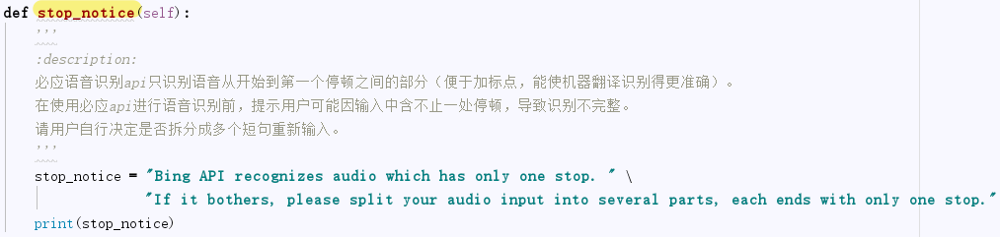 def stop_notice(self):
'''
:description:
必应语音识别api只识别语音从开始到第一个停顿之间的部分（便于加标点，能使机器翻译识别得更准确）。
在使用必应api进行语音识别前，提示用户可能因输入中含不止一处停顿，导致识别不完整。
请用户自行决定是否拆分成多个短句重新输入。
'''
stop_notice = "Bing API recognizes audio which has only one stop. " \
"If it bothers, please split your audio input into several parts, each ends with only one stop."
print(stop_notice)